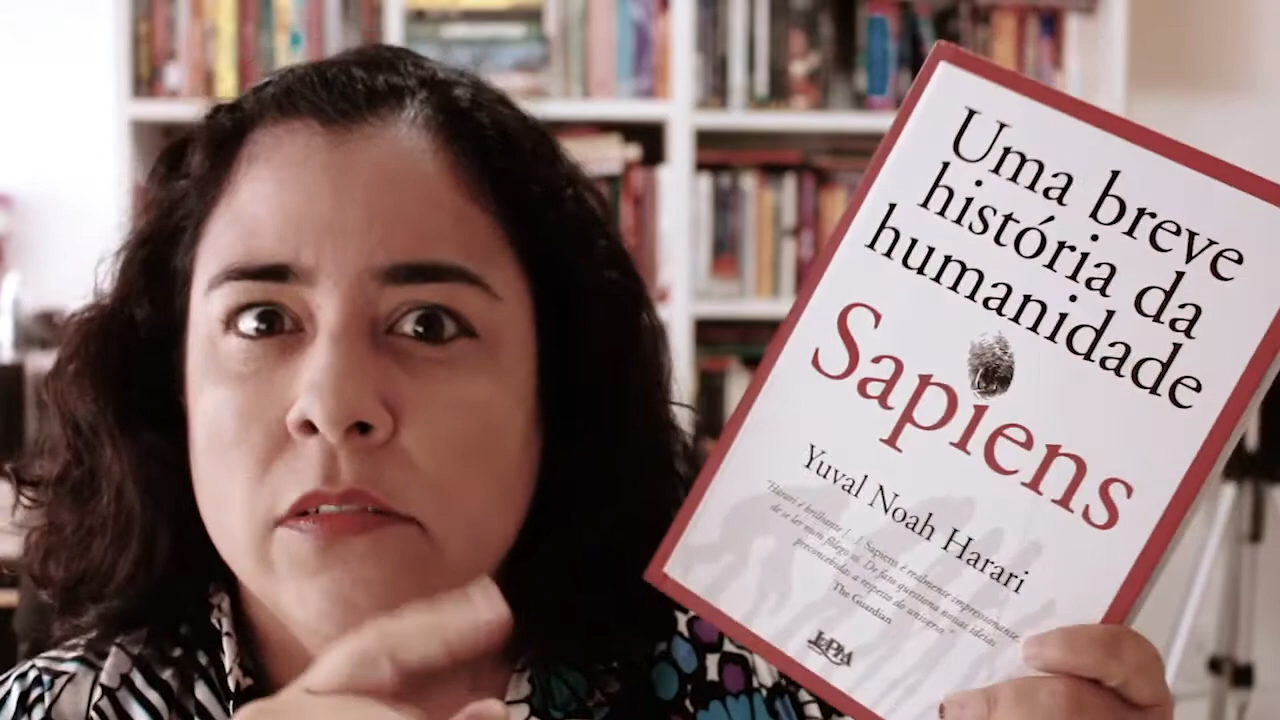 Uma breve
história da
humanidade
Sapiens
Yuval Noah Harari
"Harari é brilhante [...]. Sapiens é realmente impressionante,
de se ler num fôlego só. De fato questiona nossas ideias
preconcebidas a respeito do universo."
The Guardian
L&PM